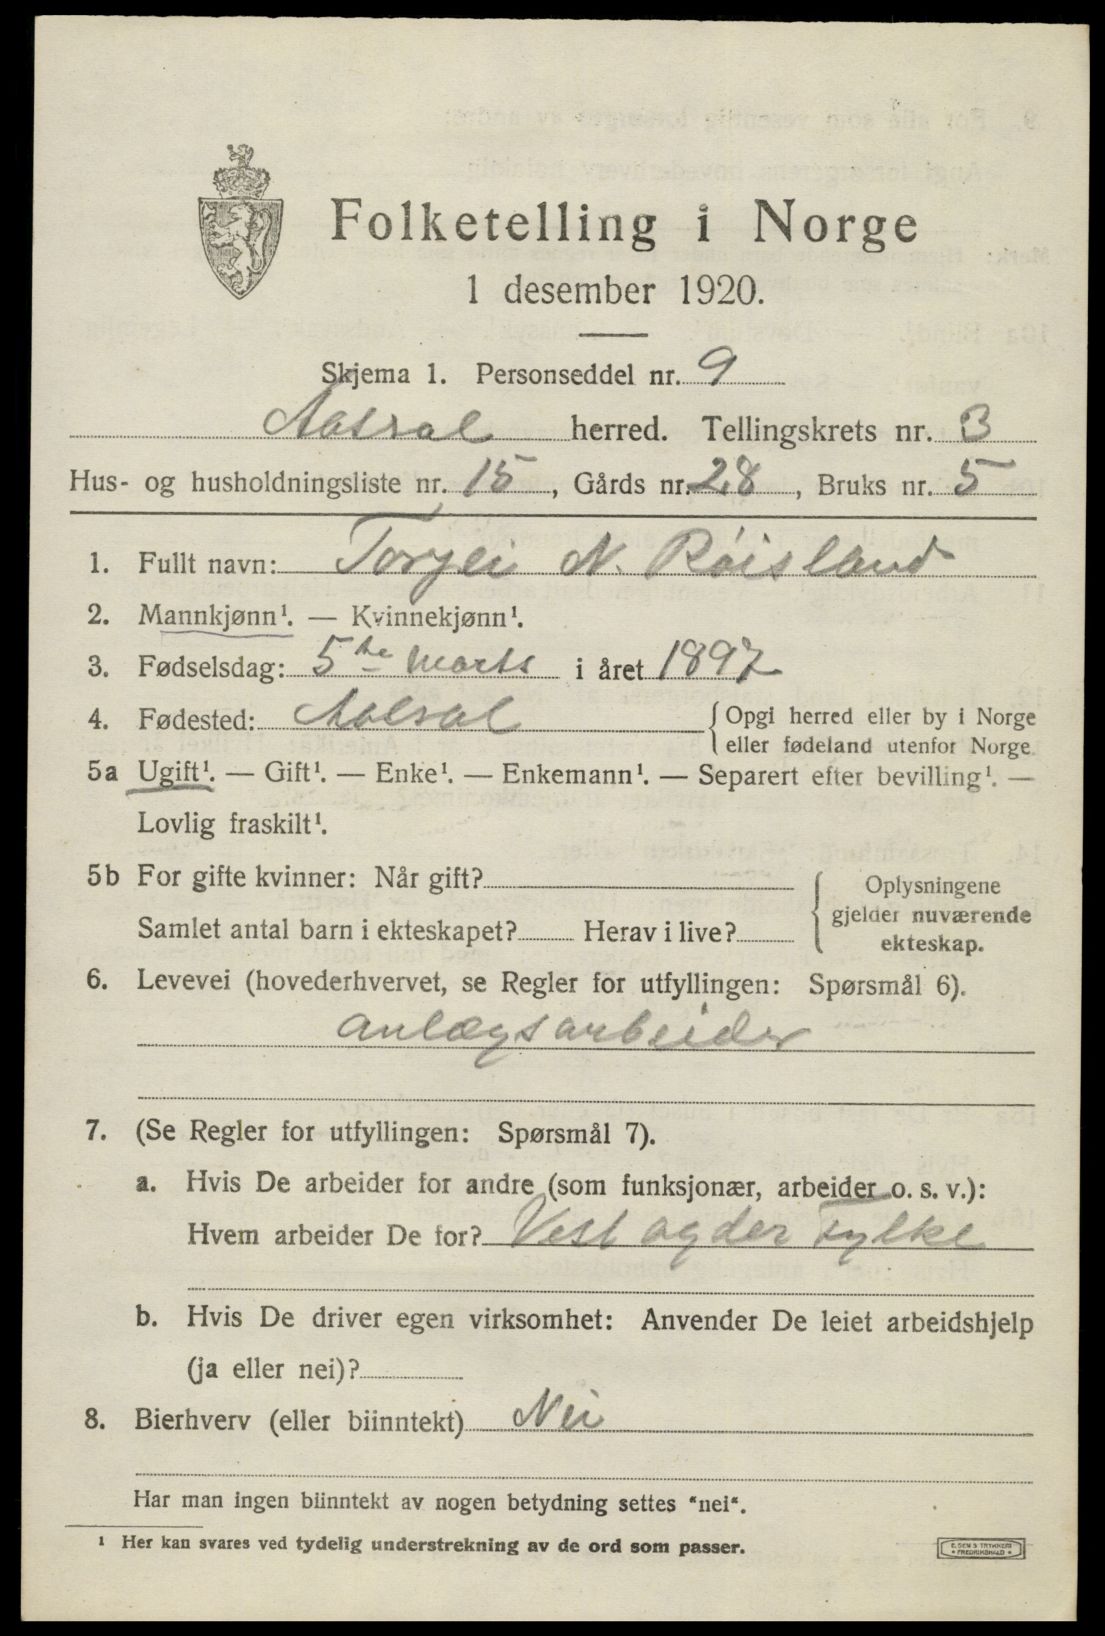 Folketelling i Norge
1 desember 1920.
Skjema 1. Personseddel nr. 9
Aaseral herred. Tellingskrets nr. 3
Hus- og husholdningsliste nr. 15, Gårds nr. 28, Bruks nr. 5
1. Fullt navn: Torjei N. Røisland
2. Mannkjønn¹. — Kvinnekjønn¹.
3. Fødselsdag: 5te marts i året 1897
4. Fødested: Aaseral {Opgi herred eller by i Norge
eller fødeland utenfor Norge
5a Ugift¹. — Gift¹. — Enke¹. — Enkemann¹. — Separert efter bevilling¹. —
Lovlig fraskilt¹.
5b For gifte kvinner: Når gift?
Samlet antal barn i ekteskapet? Herav i live?
Oplysningene
gjelder nuværende
ekteskap.
6. Levevei (hovederhvervet, se Regler for utfyllingen: Spørsmål 6).
anlægsarbeider
7. (Se Regler for utfyllingen: Spørsmål 7).
a. Hvis De arbeider for andre (som funksjonær, arbeider o. s. v.):
Hvem arbeider De for? Vest agder Fylke
b. Hvis De driver egen virksomhet: Anvender De leiet arbeidshjelp
(ja eller nei)?
8. Bierhverv (eller biinntekt) Nei
Har man ingen biinntekt av nogen betydning settes "nei".
¹ Her kan svares ved tydelig understrekning av de ord som passer.